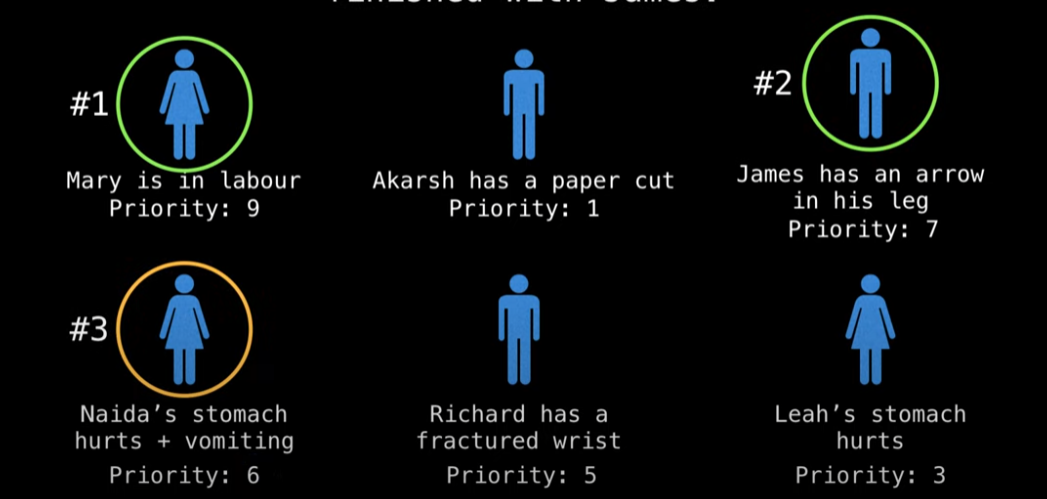 #1
Mary is in labour
Priority: 9
Akarsh has a paper cut
Priority: 1
#2
James has an arrow
in his leg
Priority: 7
#3
Naida’s stomach
hurts + vomiting
Priority: 6
Richard has a
fractured wrist
Priority: 5
Leah’s stomach
hurts
Priority: 3